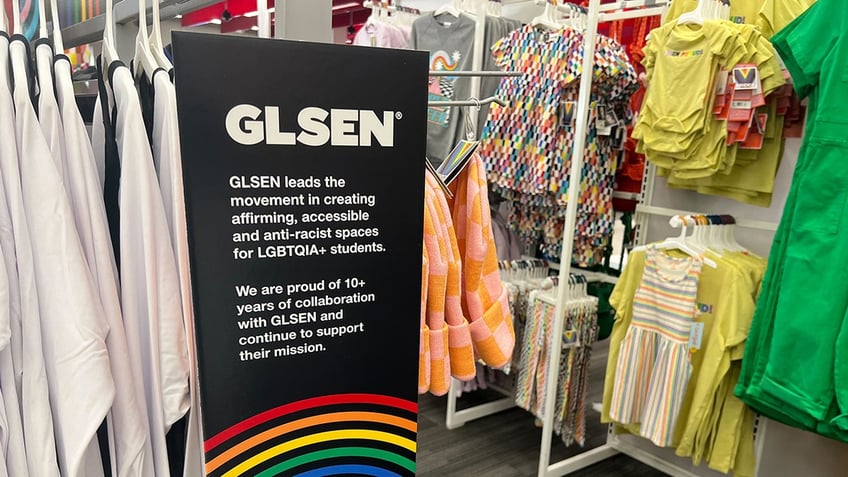 GLSEN®
GLSEN leads the
movement in creating
affirming, accessible
and anti-racist spaces
for LGBTQIA+ students.
We are proud of 10+
years of collaboration
with GLSEN and
continue to support
their mission.